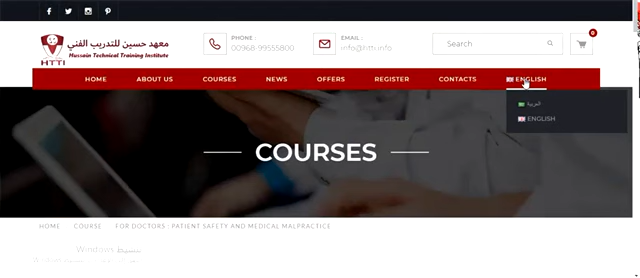 معهد حسين للتدريب الفني
Hussain Technical Training Institute
HTTI
PHONE :
00968-99555800
EMAIL :
info@htti.info
Search
0
HOME ABOUT US COURSES NEWS OFFERS REGISTER CONTACTS ENGLISH
العربية
ENGLISH
COURSES
HOME COURSE FOR DOCTORS : PATIENT SAFETY AND MEDICAL MALPRACTICE
Windows